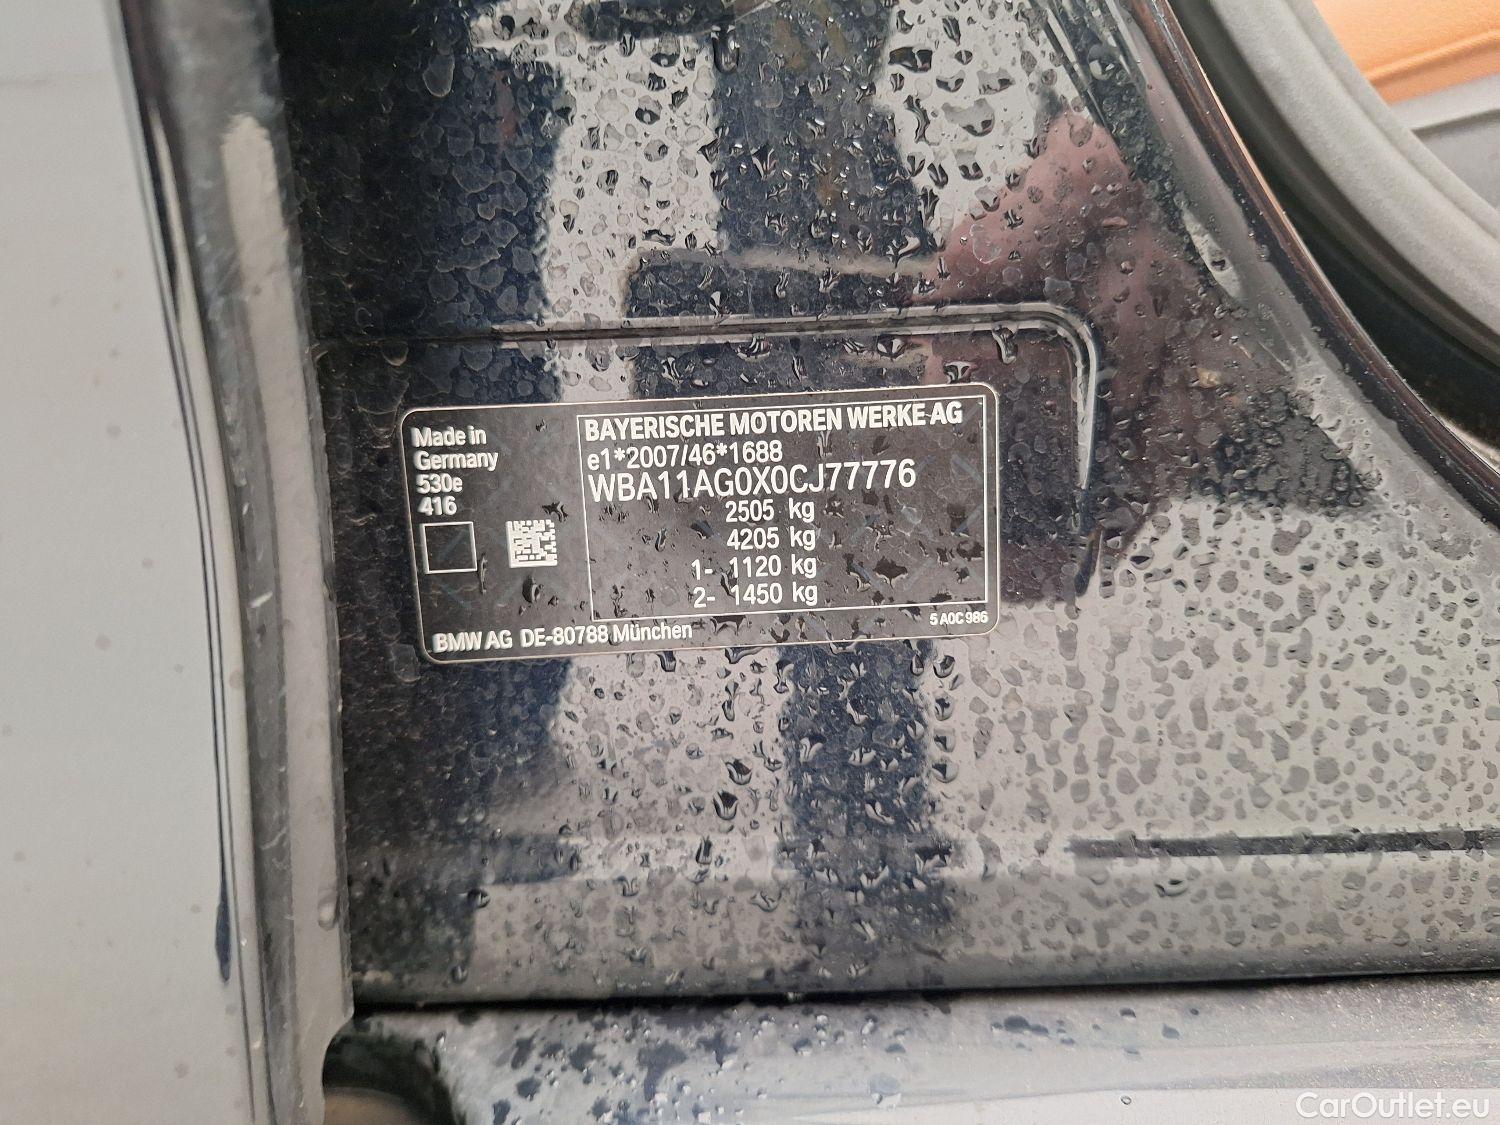 Made in
Germany
530e
416
BAYERISCHE MOTOREN WERKE AG
e1*2007/46*1688
WBA11AG0X0CJ77776
2505 kg
4205 kg
1- 1120 kg
2- 1450 kg
BMW AG DE-80788 München
5 A0C 986
CarOutlet.eu